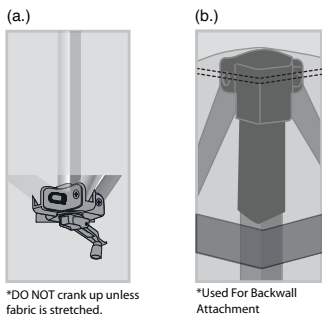 (a.)
(b.)
*DO NOT crank up unless
fabric is stretched.
*Used For Backwall
Attachment